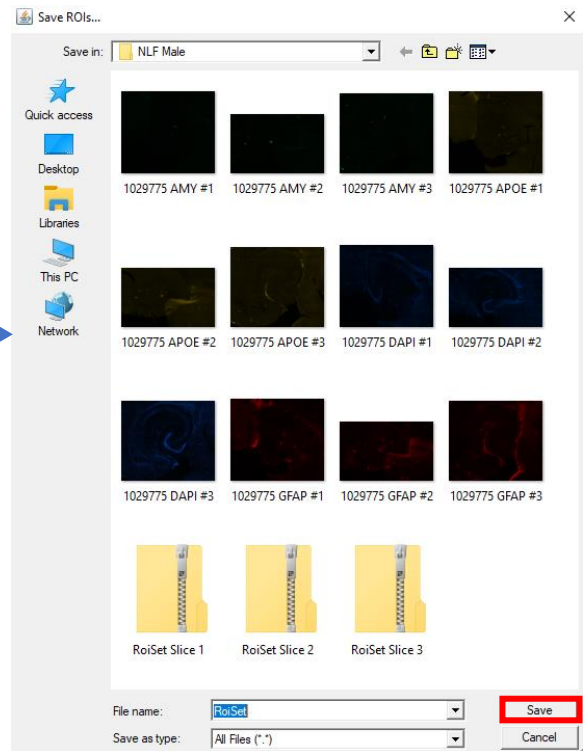 Save ROIs...
Save in: NLF Male
Quick access
Desktop
Libraries
This PC
Network
1029775 AMY #1 1029775 AMY #2 1029775 AMY #3 1029775 APOE #1
1029775 APOE #2 1029775 APOE #3 1029775 DAPI #1 1029775 DAPI #2
1029775 DAPI #3 1029775 GFAP #1 1029775 GFAP #2 1029775 GFAP #3
RoiSet Slice 1 RoiSet Slice 2 RoiSet Slice 3
File name: RoiSet Save
Save as type: All Files (*.*) Cancel